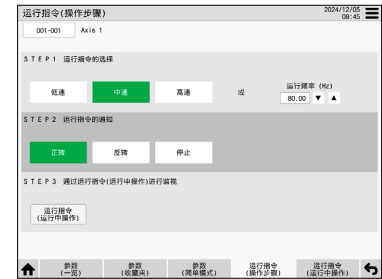 运行指令(操作步骤)
2024/12/05
09:45
001-001 Axis 1
STEP1 运行指令的选择
低速 中速 高速 或 运行频率 (Hz)
80.00 ▼ ▲
STEP2 运行指令的通知
正转 反转 停止
STEP3 通过运行指令(运行中操作)进行监视
运行指令
(运行中操作)
参数
(一览)
参数
(收藏夹)
参数
(简单模式)
运行指令
(操作步骤)
运行指令
(运行中操作)